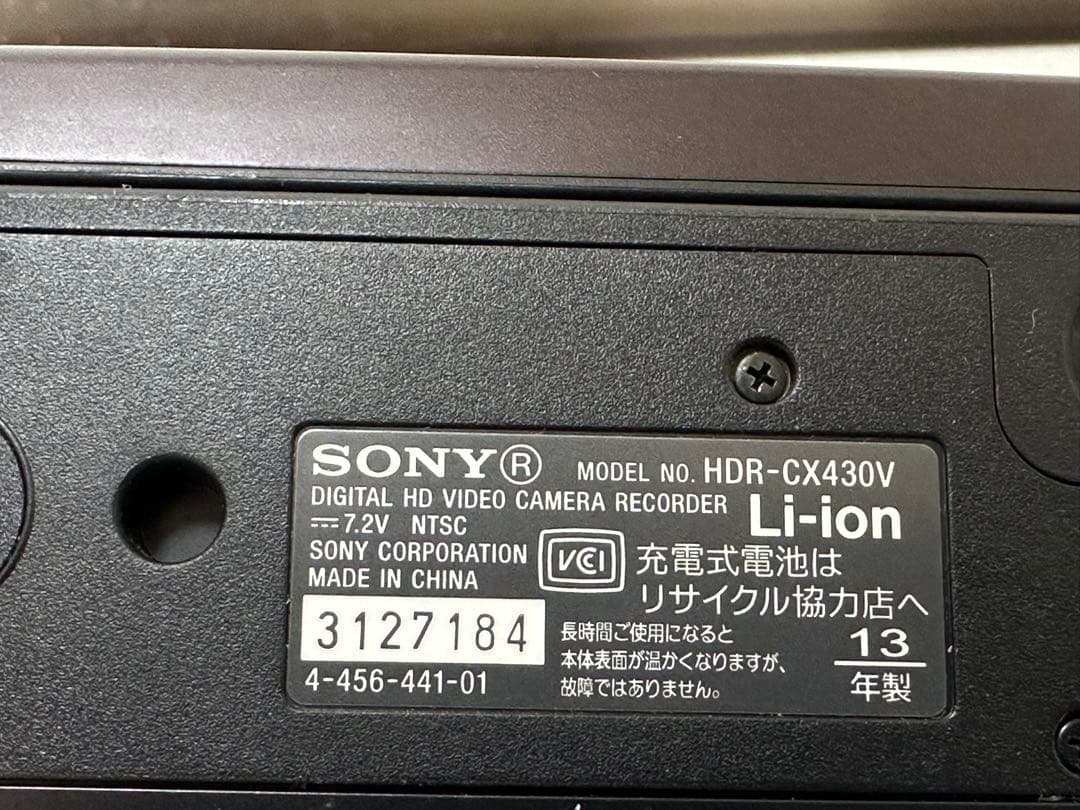 SONY® MODEL NO. HDR-CX430V
DIGITAL HD VIDEO CAMERA RECORDER
⎓7.2V NTSC
Li-ion
SONY CORPORATION
MADE IN CHINA
VCI
充電式電池は
リサイクル協力店へ
3127184
4-456-441-01
長時間ご使用になると
本体表面が温かくなりますが、
故障ではありません。
13
年製